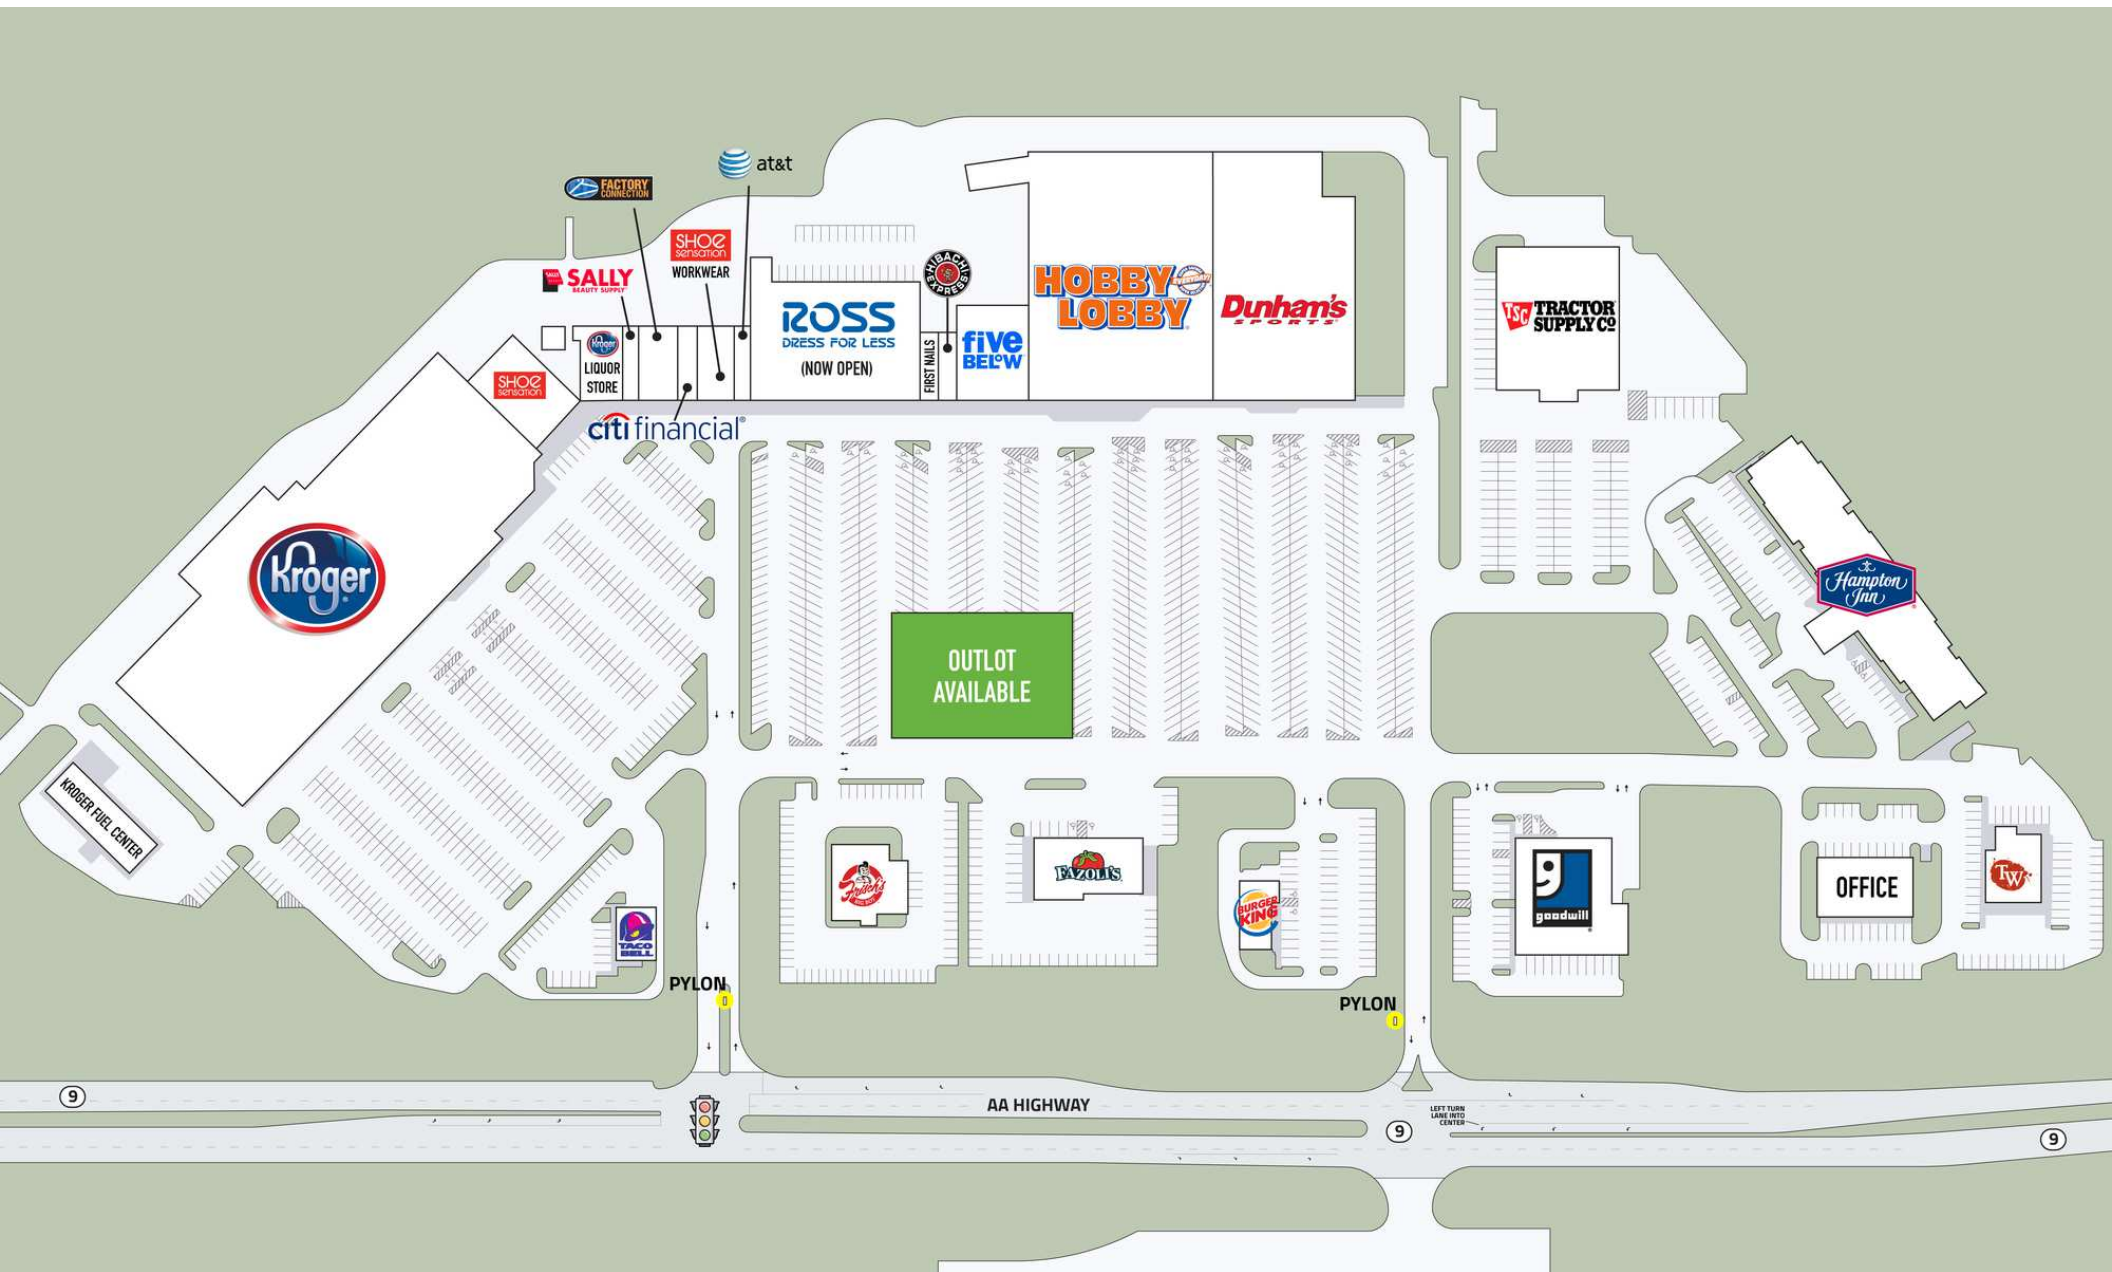 at&t
FACTORY
CONNECTION
SHOE
sensation
WORKWEAR
SALLY
BEAUTY SUPPLY
HIBACHI
EXPRESS
ROSS
DRESS FOR LESS
(NOW OPEN)
Kroger
LIQUOR
STORE
SHOE
sensation
citi financial®
FIRST NAILS
five
BELOW
HOBBY
LOBBY
Dunham's
SPORTS
TSC TRACTOR
SUPPLY CO
Kroger
Hampton
Inn
OUTLOT
AVAILABLE
KROGER FUEL CENTER
TACO
BELL
Frisch's
BIG BOY
FAZOLI'S
BURGER
KING
goodwill
OFFICE
TW
PYLON
PYLON
9
AA HIGHWAY
LEFT TURN
LANE INTO
CENTER
9
9